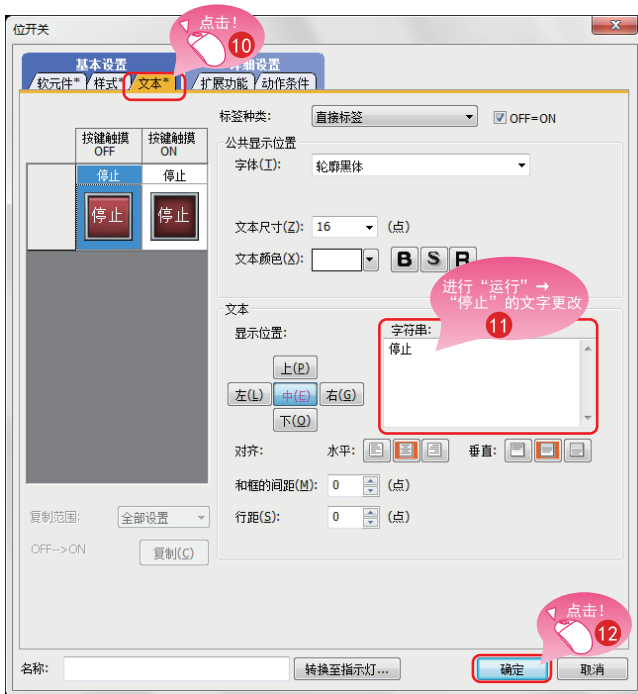 位开关
点击!
10
基本设置
详细设置
软元件*
样式*
文本*
扩展功能
动作条件
标签种类:
直接标签
OFF=ON
按键触摸
OFF
按键触摸
ON
停止
停止
停止
停止
公共显示位置
字体(T):
轮廓黑体
文本尺寸(Z):
16
(点)
文本颜色(X):
B
S
R
进行“运行”→
“停止”的文字更改
11
文本
显示位置:
字符串:
停止
上(P)
左(L)
中(E)
右(G)
下(O)
对齐:
水平:
垂直:
和框的间距(M):
0
(点)
行距(S):
0
(点)
复制范围:
全部设置
OFF-->ON
复制(C)
点击!
12
名称:
转换至指示灯...
确定
取消